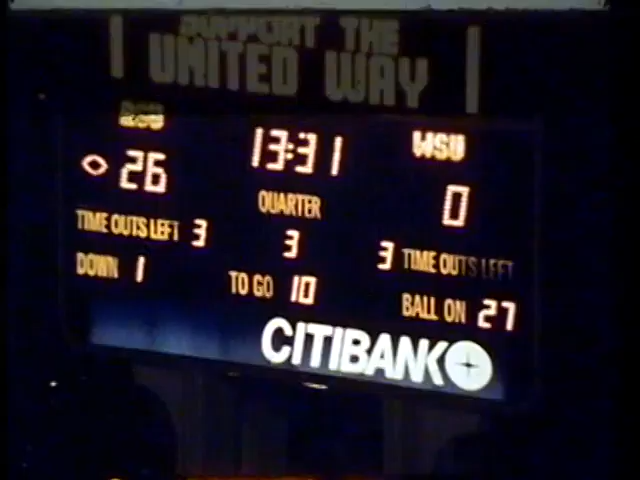 SUPPORT THE
UNITED WAY
13:31 WSU
26 QUARTER 0
TIME OUTS LEFT 3 3 3 TIME OUTS LEFT
DOWN 1 TO GO 10 BALL ON 27
CITIBANK